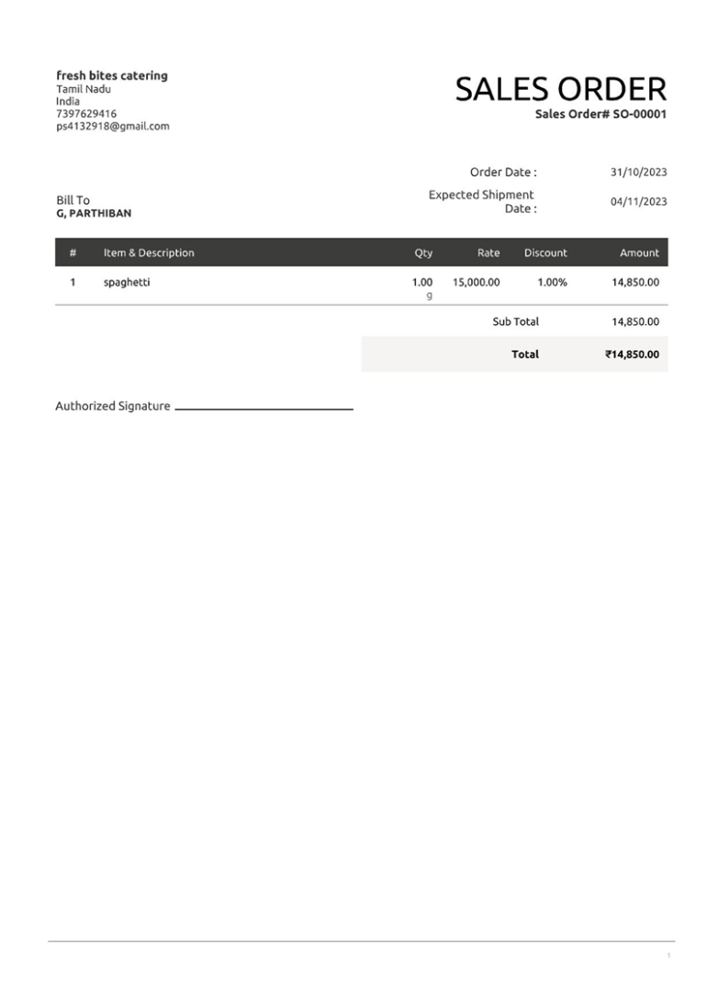 fresh bites catering
Tamil Nadu
India
7397629416
ps4132918@gmail.com
SALES ORDER
Sales Order# SO-00001
Order Date : 31/10/2023
Bill To
G, PARTHIBAN
Expected Shipment
Date : 04/11/2023
# Item & Description Qty Rate Discount Amount
1 spaghetti 1.00 15,000.00 1.00% 14,850.00
g
Sub Total 14,850.00
Total ₹14,850.00
Authorized Signature
1